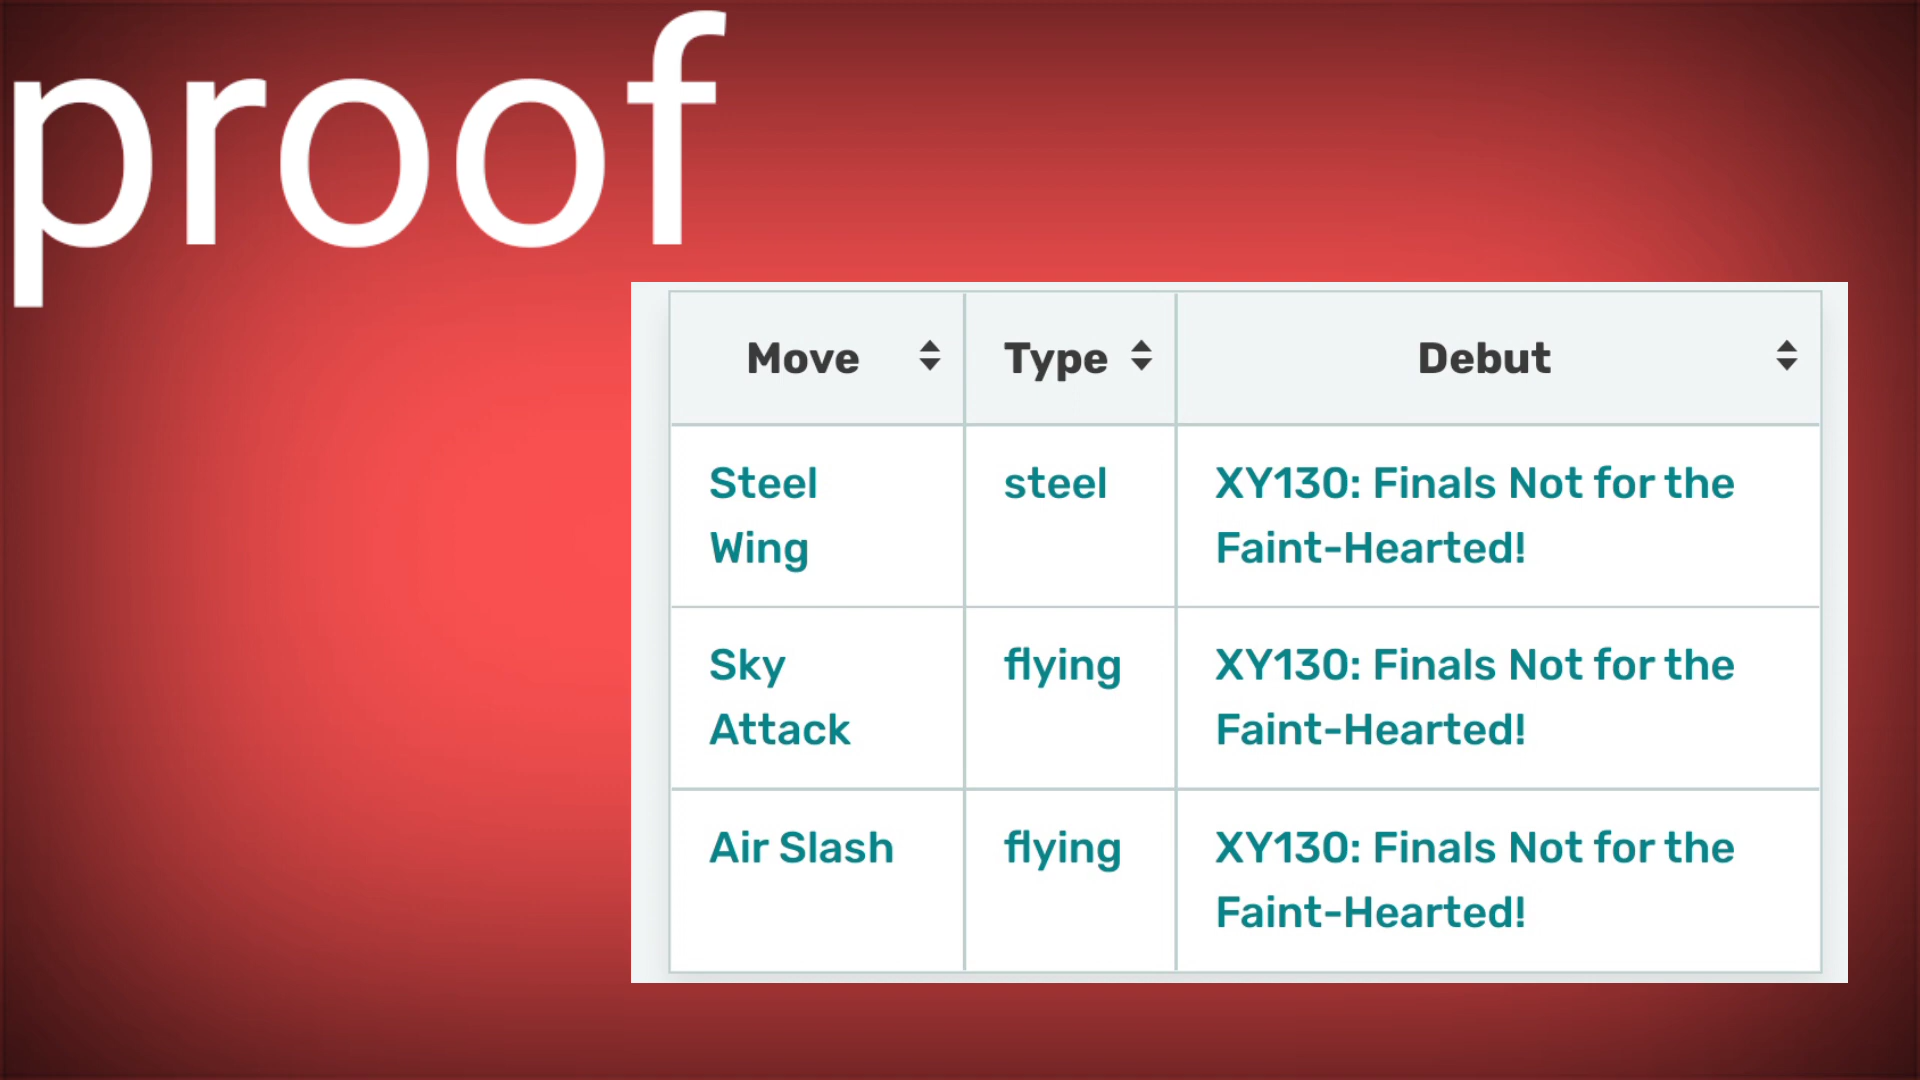 proof
Move Type Debut
Steel steel XY130: Finals Not for the
Wing Faint-Hearted!
Sky flying XY130: Finals Not for the
Attack Faint-Hearted!
Air Slash flying XY130: Finals Not for the
Faint-Hearted!